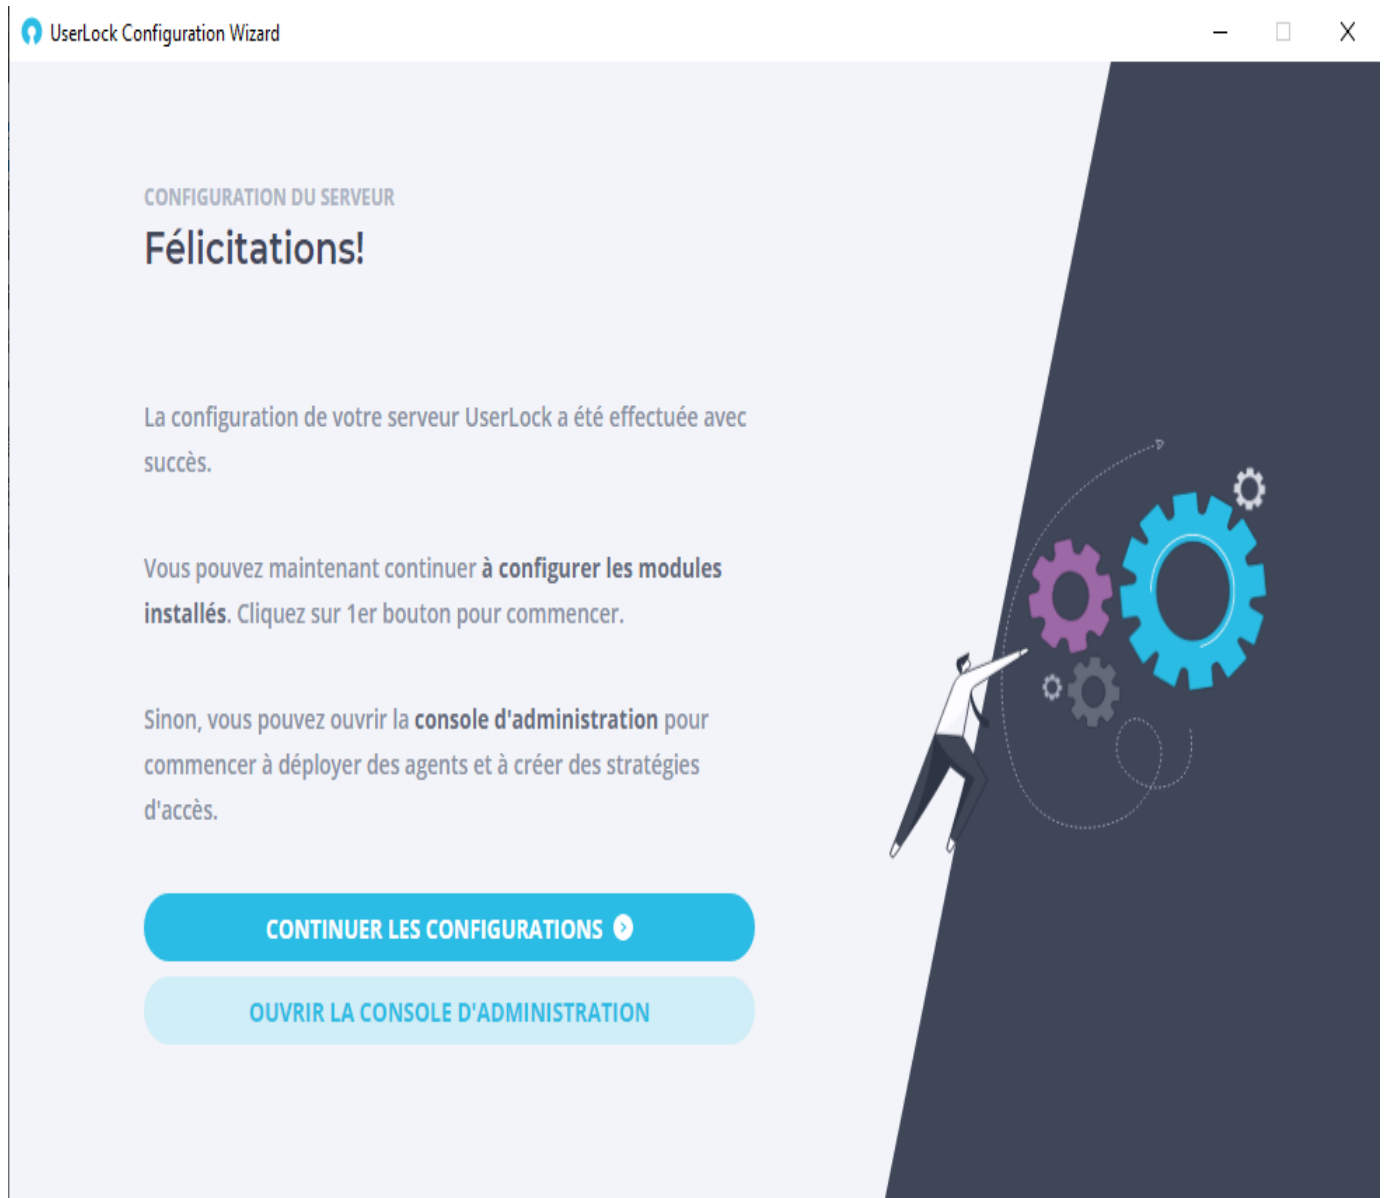 UserLock Configuration Wizard
CONFIGURATION DU SERVEUR
Félicitations!
La configuration de votre serveur UserLock a été effectuée avec
succès.
Vous pouvez maintenant continuer à configurer les modules
installés. Cliquez sur 1er bouton pour commencer.
Sinon, vous pouvez ouvrir la console d'administration pour
commencer à déployer des agents et à créer des stratégies
d'accès.
CONTINUER LES CONFIGURATIONS
OUVRIR LA CONSOLE D'ADMINISTRATION